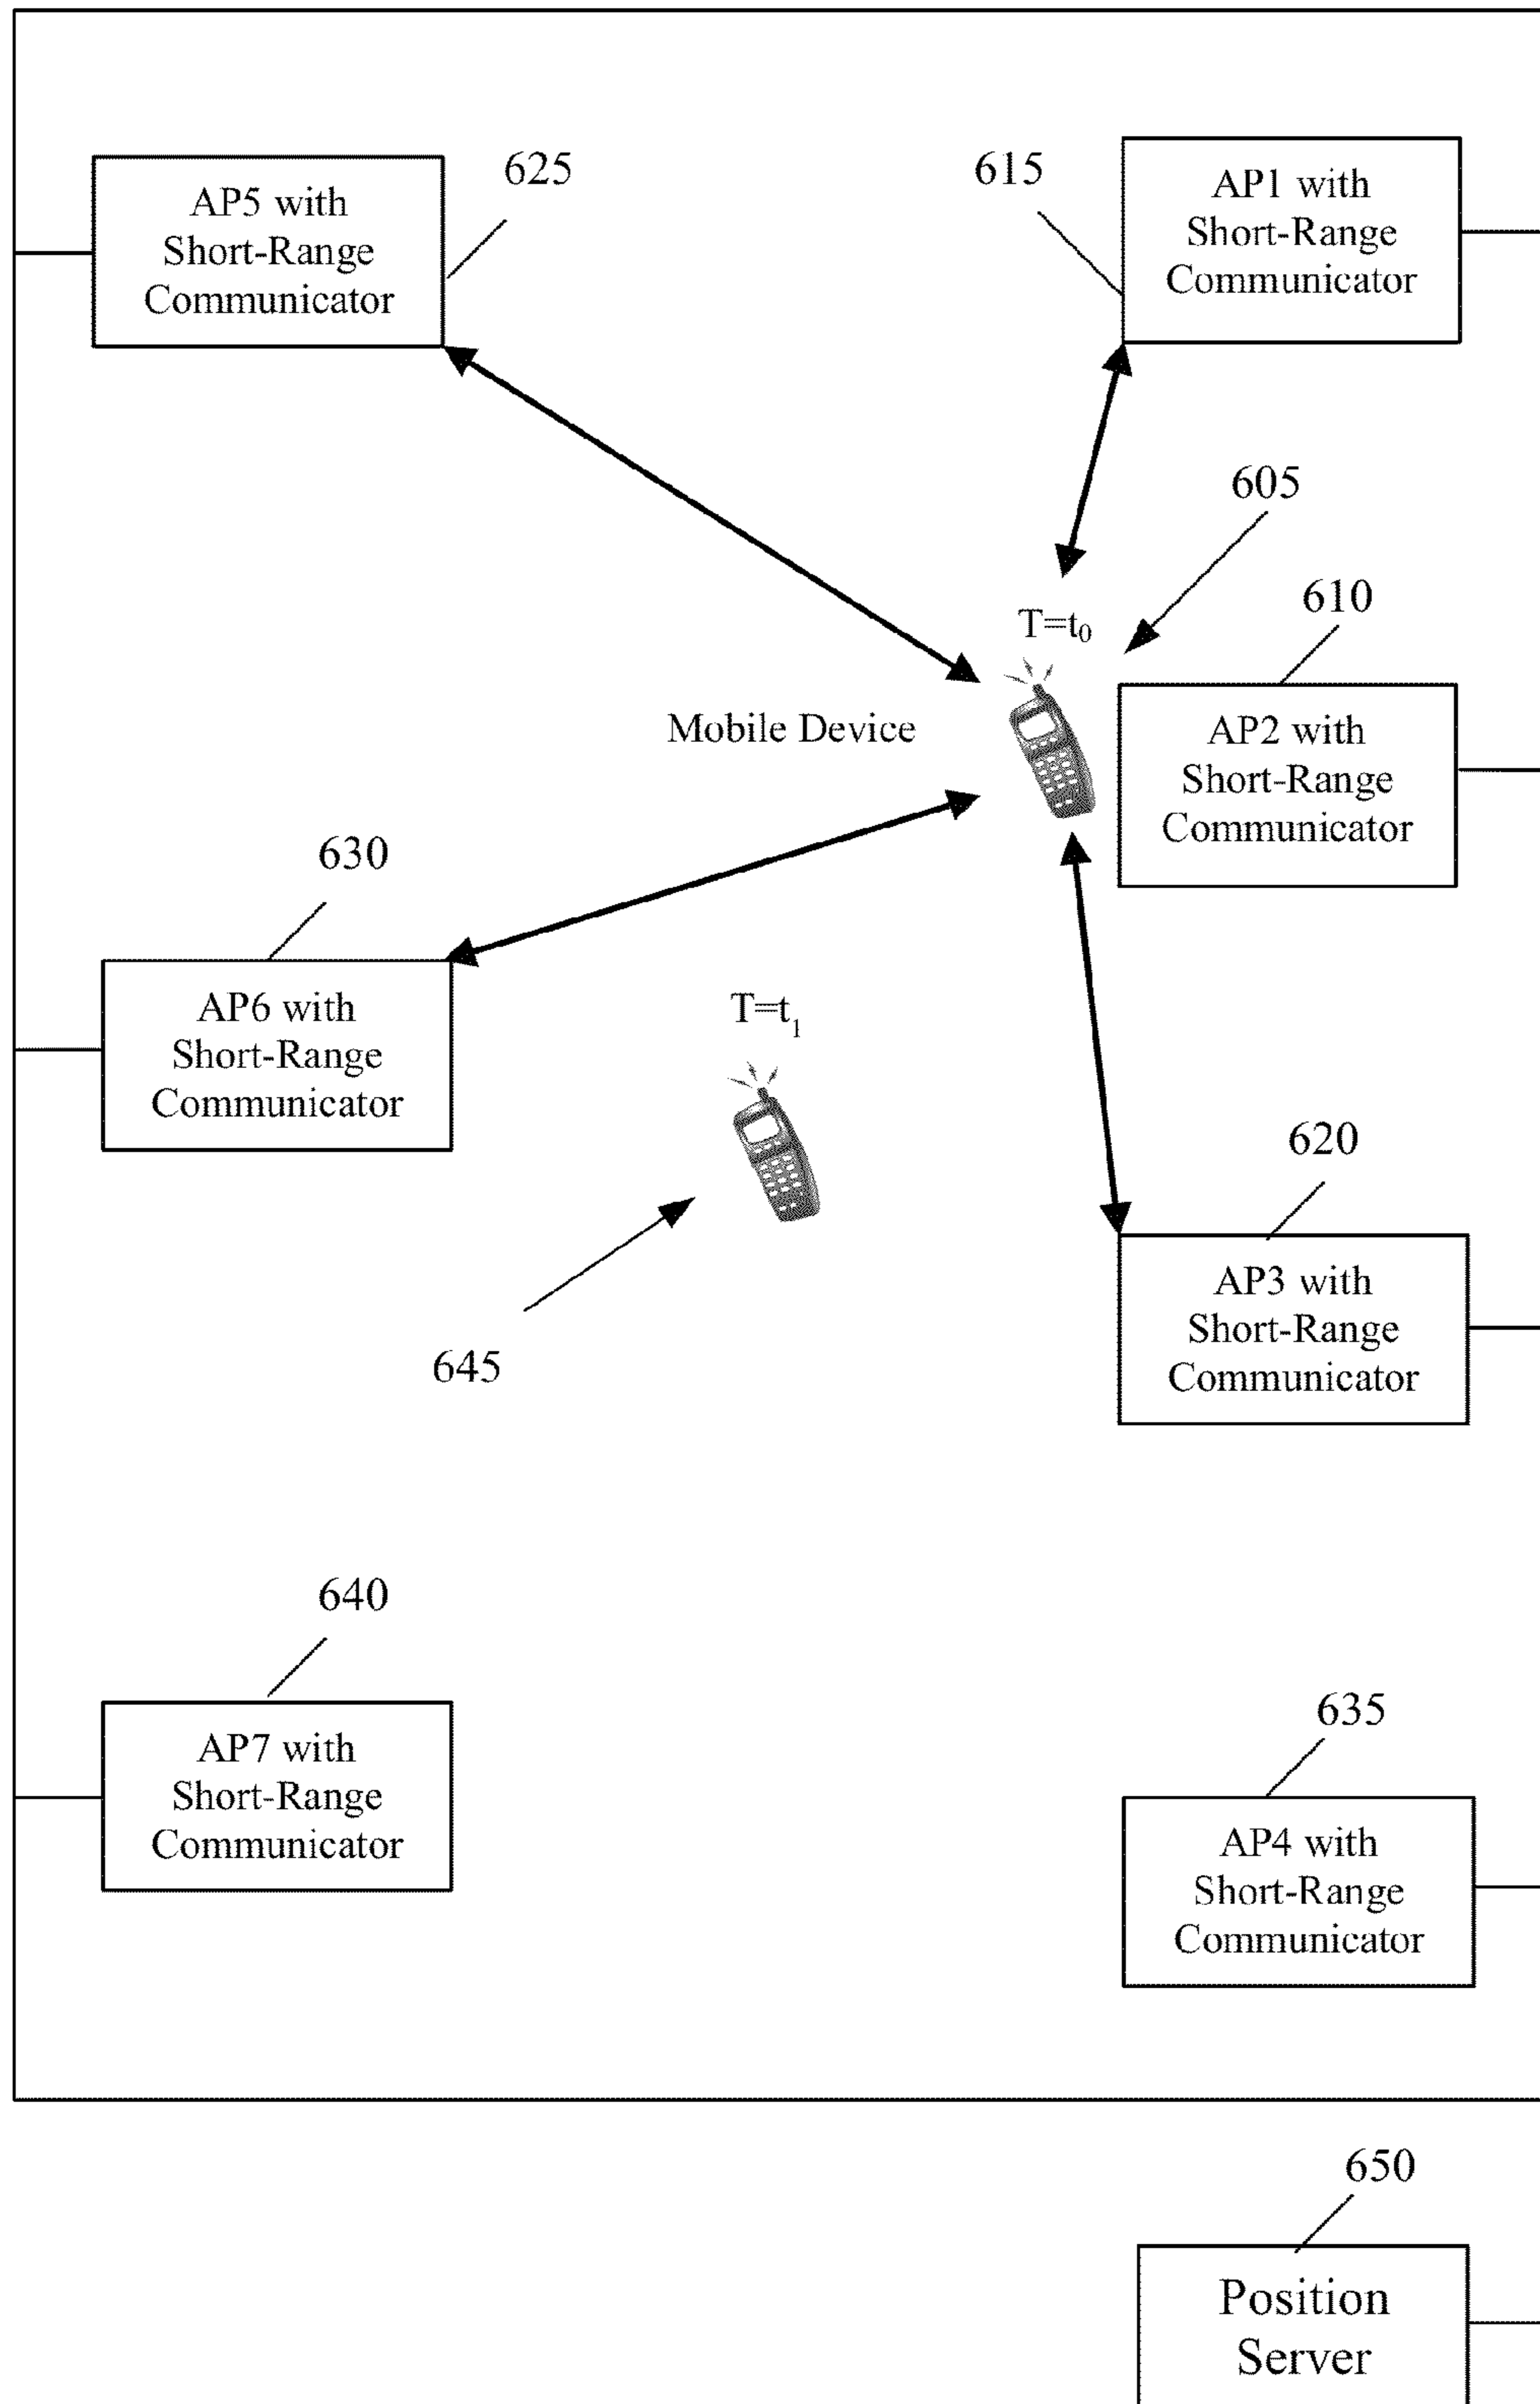 625
615
AP5 with
Short-Range
Communicator
AP1 with
Short-Range
Communicator
605
610
T=t₀
Mobile Device
AP2 with
Short-Range
Communicator
630
AP6 with
Short-Range
Communicator
T=t₁
620
AP3 with
Short-Range
Communicator
645
640
AP7 with
Short-Range
Communicator
635
AP4 with
Short-Range
Communicator
650
Position
Server